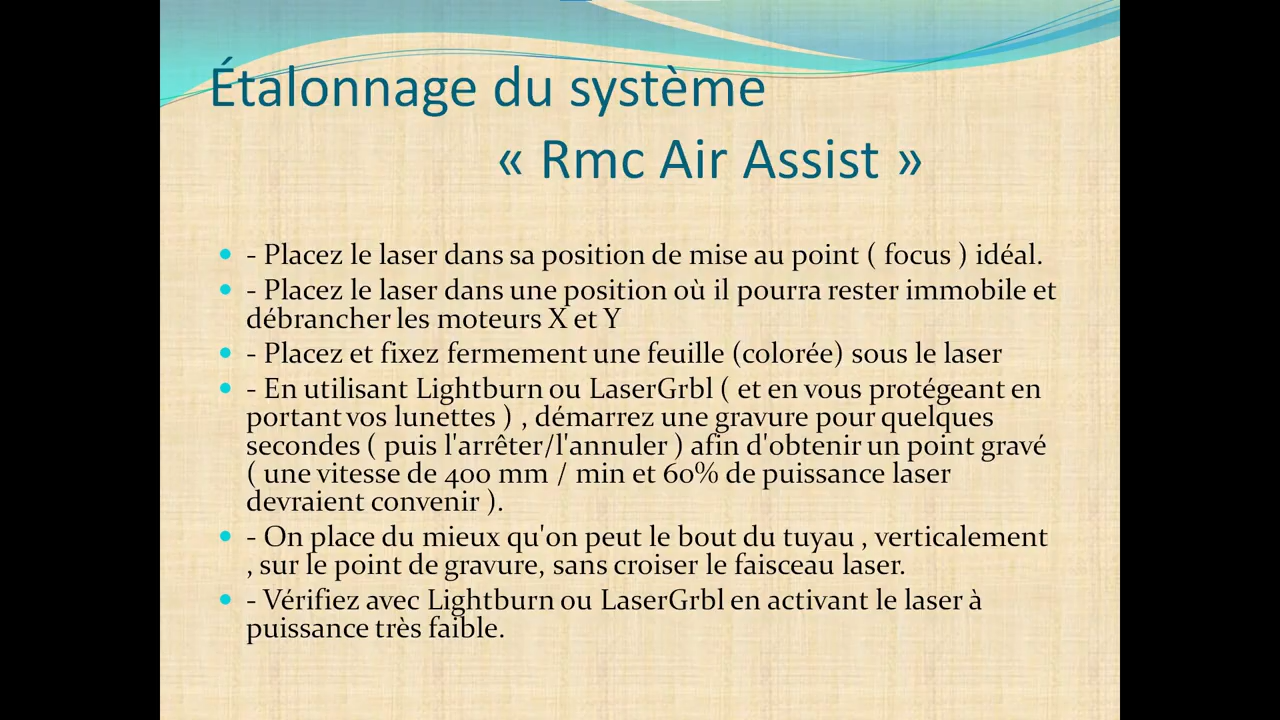 Étalonnage du système
« Rmc Air Assist »
- Placez le laser dans sa position de mise au point ( focus ) idéal.
- Placez le laser dans une position où il pourra rester immobile et
débrancher les moteurs X et Y
- Placez et fixez fermement une feuille (colorée) sous le laser
- En utilisant Lightburn ou LaserGrbl ( et en vous protégeant en
portant vos lunettes ) , démarrez une gravure pour quelques
secondes ( puis l'arrêter/l'annuler ) afin d'obtenir un point gravé
( une vitesse de 400 mm / min et 60% de puissance laser
devraient convenir ).
- On place du mieux qu'on peut le bout du tuyau , verticalement
, sur le point de gravure, sans croiser le faisceau laser.
- Vérifiez avec Lightburn ou LaserGrbl en activant le laser à
puissance très faible.